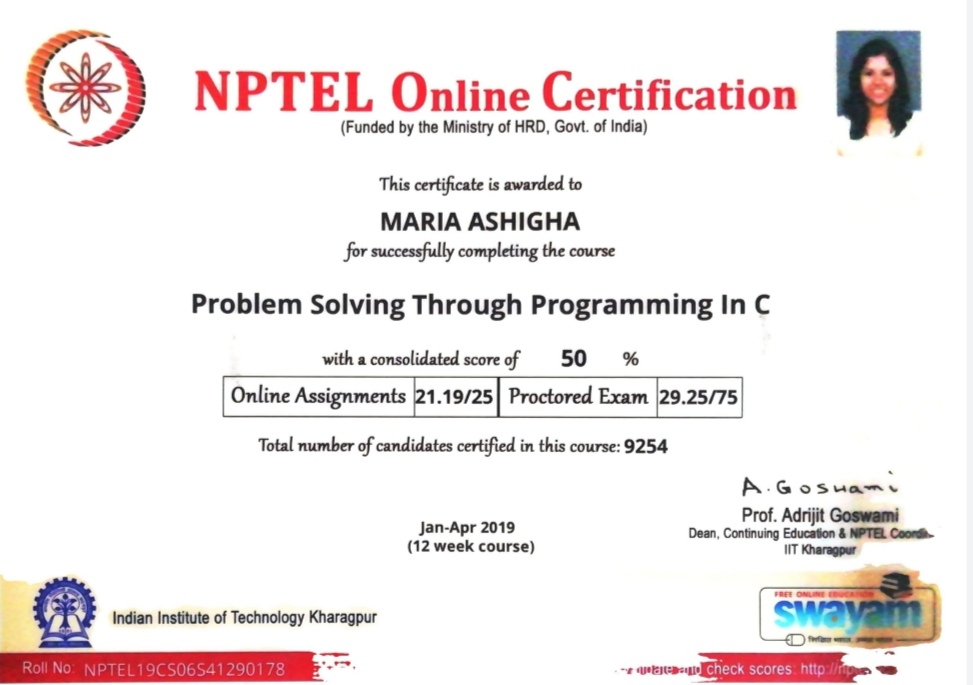 NPTEL Online Certification
(Funded by the Ministry of HRD, Govt. of India)
This certificate is awarded to
MARIA ASHIGHA
for successfully completing the course
Problem Solving Through Programming In C
with a consolidated score of 50 %
Online Assignments 21.19/25 Proctored Exam 29.25/75
Total number of candidates certified in this course: 9254
A. Goswami
Prof. Adrijit Goswami
Dean, Continuing Education & NPTEL
IIT Kharagpur
Jan-Apr 2019
(12 week course)
Indian Institute of Technology Kharagpur
FREE ONLINE EDUCATION
swayam
Roll No: NPTEL19CS06S41290178
and check scores: http://